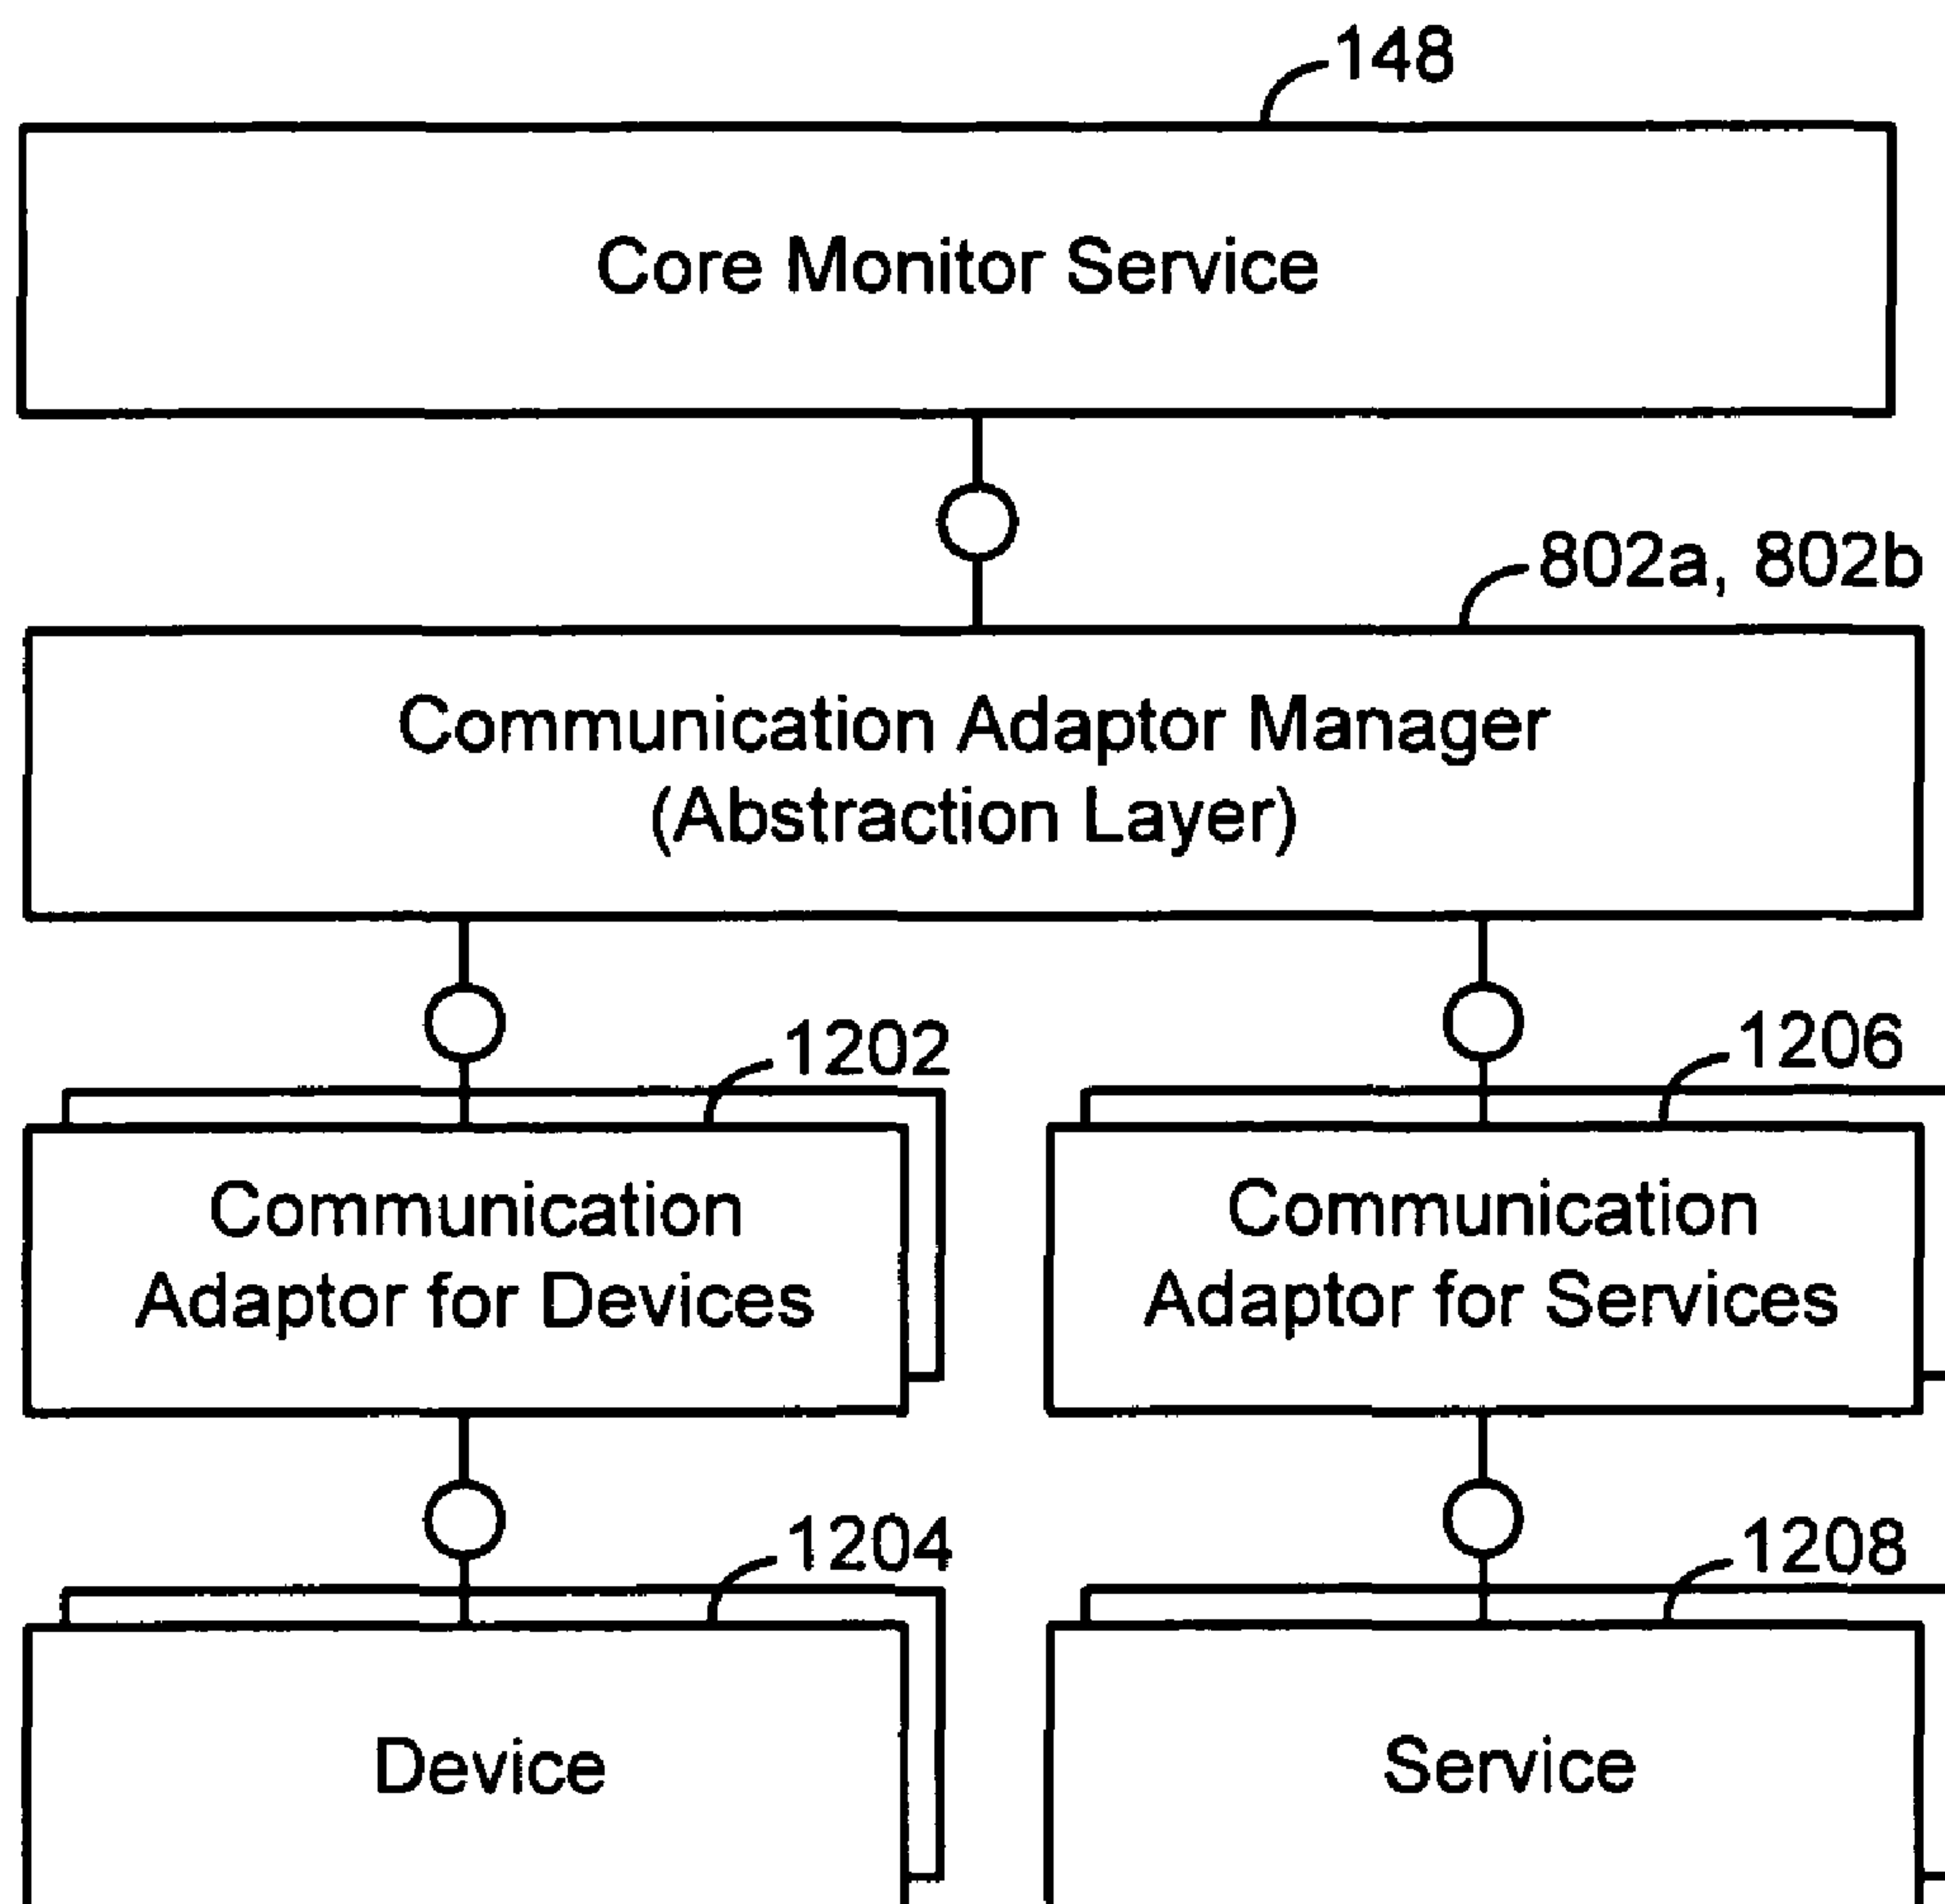 148
Core Monitor Service
802a, 802b
Communication Adaptor Manager
(Abstraction Layer)
1202
1206
Communication
Adaptor for Devices
Communication
Adaptor for Services
1204
1208
Device
Service